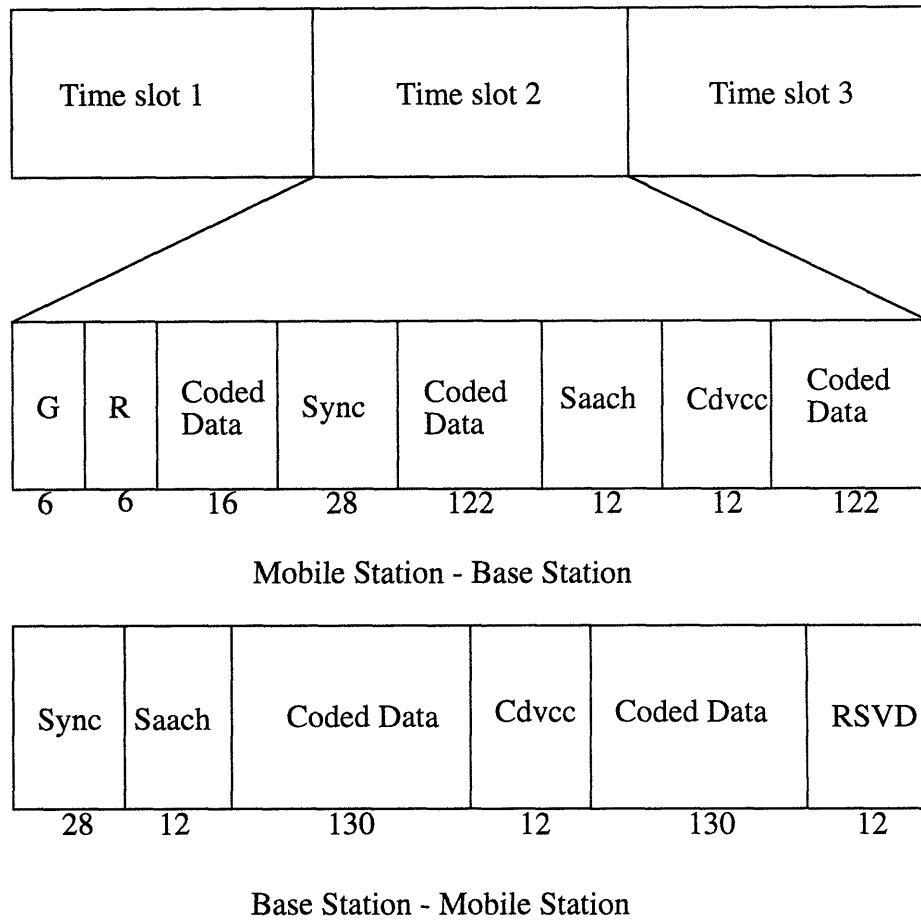 Time slot 1 Time slot 2 Time slot 3
G R Coded Data Sync Coded Data Saach Cdvcc Coded Data
6 6 16 28 122 12 12 122
Mobile Station - Base Station
Sync Saach Coded Data Cdvcc Coded Data RSVD
28 12 130 12 130 12
Base Station - Mobile Station